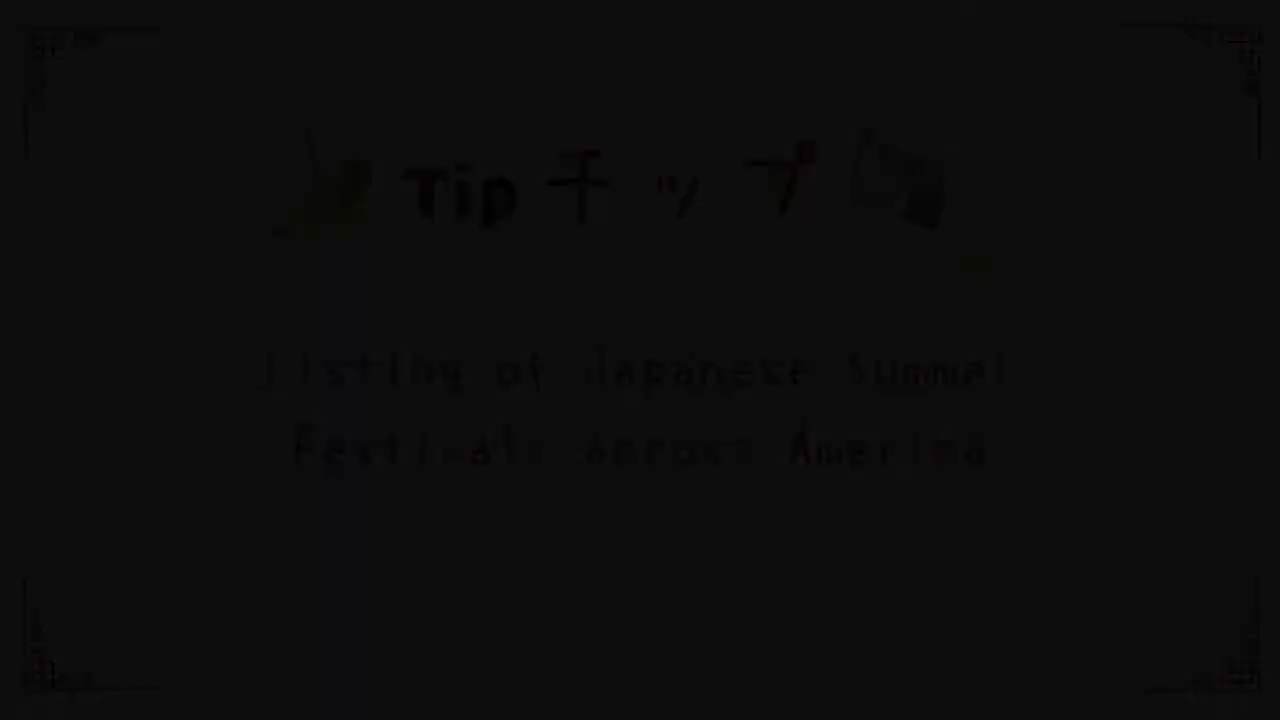 Tip チップ
Listing of Japanese Summer
Festivals Across America